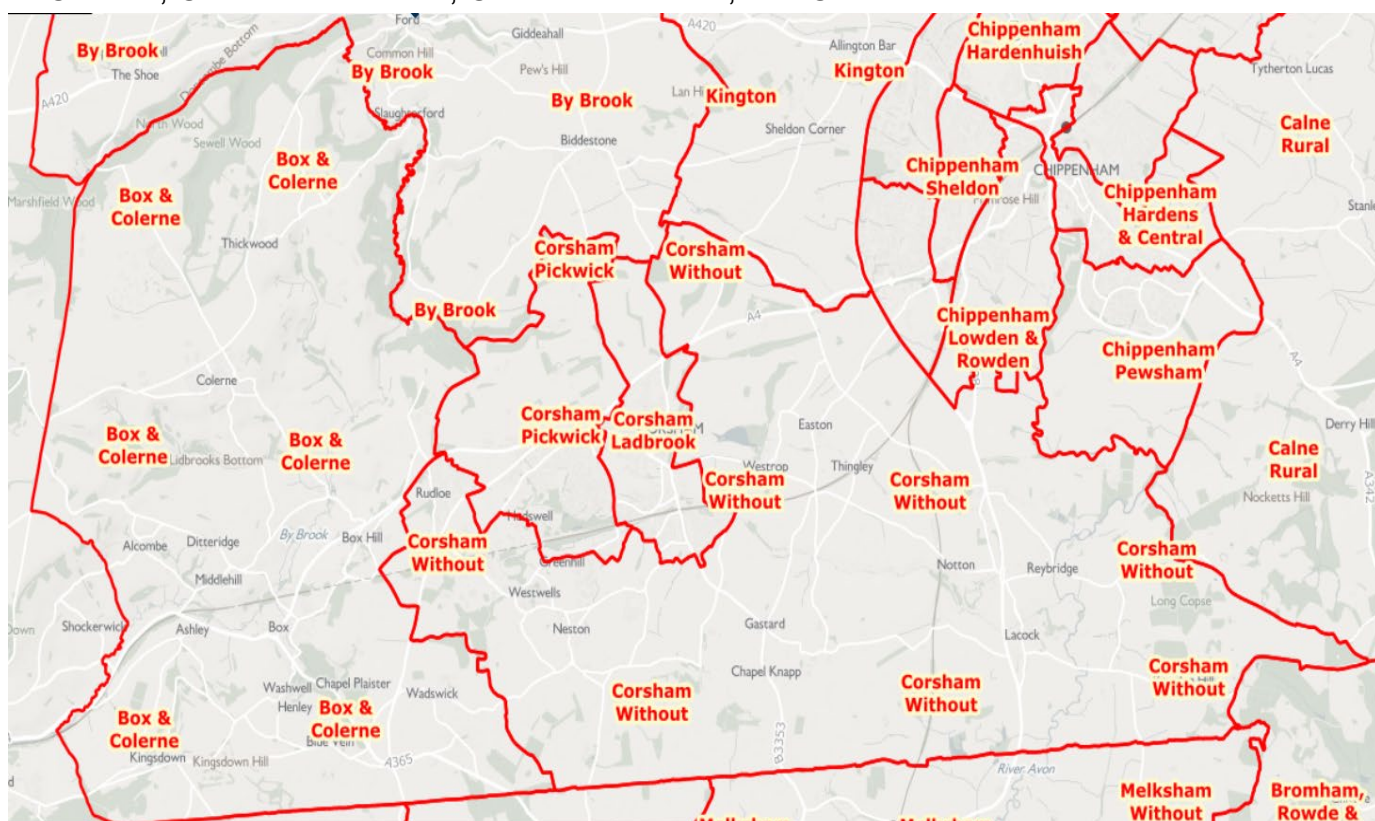 Ford
Giddeahall
A420
Chippenham
Hardenhuish
By Brook
The Shoe
Common Hill
By Brook
Pew's Hill
Allington Bar
Kington
Tytherton Lucas
A420
By Brook
Kington
Slaughterford
North Wood
Sewell Wood
Biddestone
Sheldon Corner
Calne
Rural
Box &
Colerne
Chippenham
Sheldon
CHIPPENHAM
Marshfield Wood
Box &
Colerne
Chippenham
Hardens
& Central
Thickwood
Corsham
Pickwick
Corsham
Without
By Brook
A4
Chippenham
Lowden &
Rowden
Chippenham
Pewsham
A4
Colerne
Corsham
Pickwick
Corsham
Ladbrook
Easton
Derry Hill
Box &
Colerne
Lidbrooks Bottom
Box &
Colerne
Westrop
Thingley
Calne
Rural
Rudloe
Corsham
Without
Corsham
Without
Nocketts Hill
A342
Hadswell
Alcombe
Ditteridge
By Brook
Box Hill
Corsham
Without
Greenhill
Corsham
Without
Middlehill
Westwells
Notton
Reybridge
Long Copse
Shockerwick
Ashley
Box
Neston
Gastard
Lacock
Chapel Knapp
Washwell
Chapel Plaister
Henley
Wadswick
Corsham
Without
Corsham
Without
Corsham
Without
Box &
Colerne
Box &
Colerne
Blue Vein
Kingsdown
Kingsdown Hill
A365
B3353
River Avon
Melksham
Without
Bromham,
Rowde &